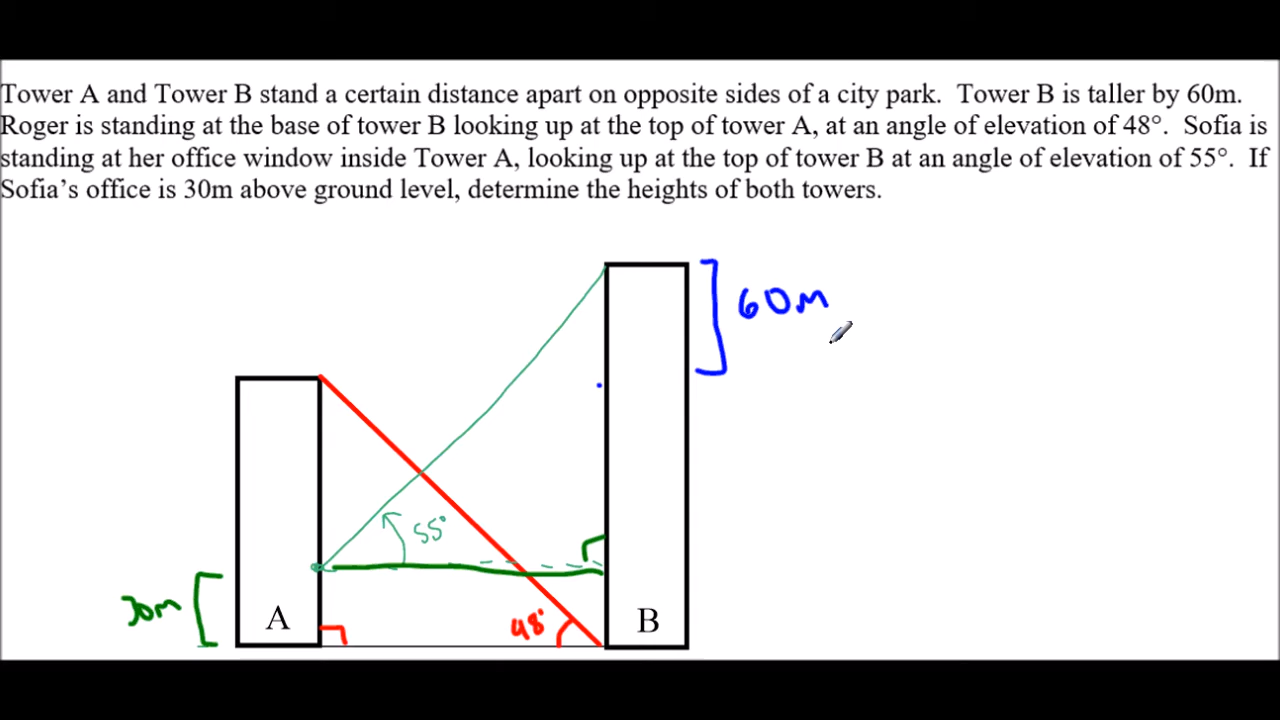 Tower A and Tower B stand a certain distance apart on opposite sides of a city park. Tower B is taller by 60m.
Roger is standing at the base of tower B looking up at the top of tower A, at an angle of elevation of 48°. Sofia is
standing at her office window inside Tower A, looking up at the top of tower B at an angle of elevation of 55°. If
Sofia's office is 30m above ground level, determine the heights of both towers.
60m
55°
30m
A
48°
B